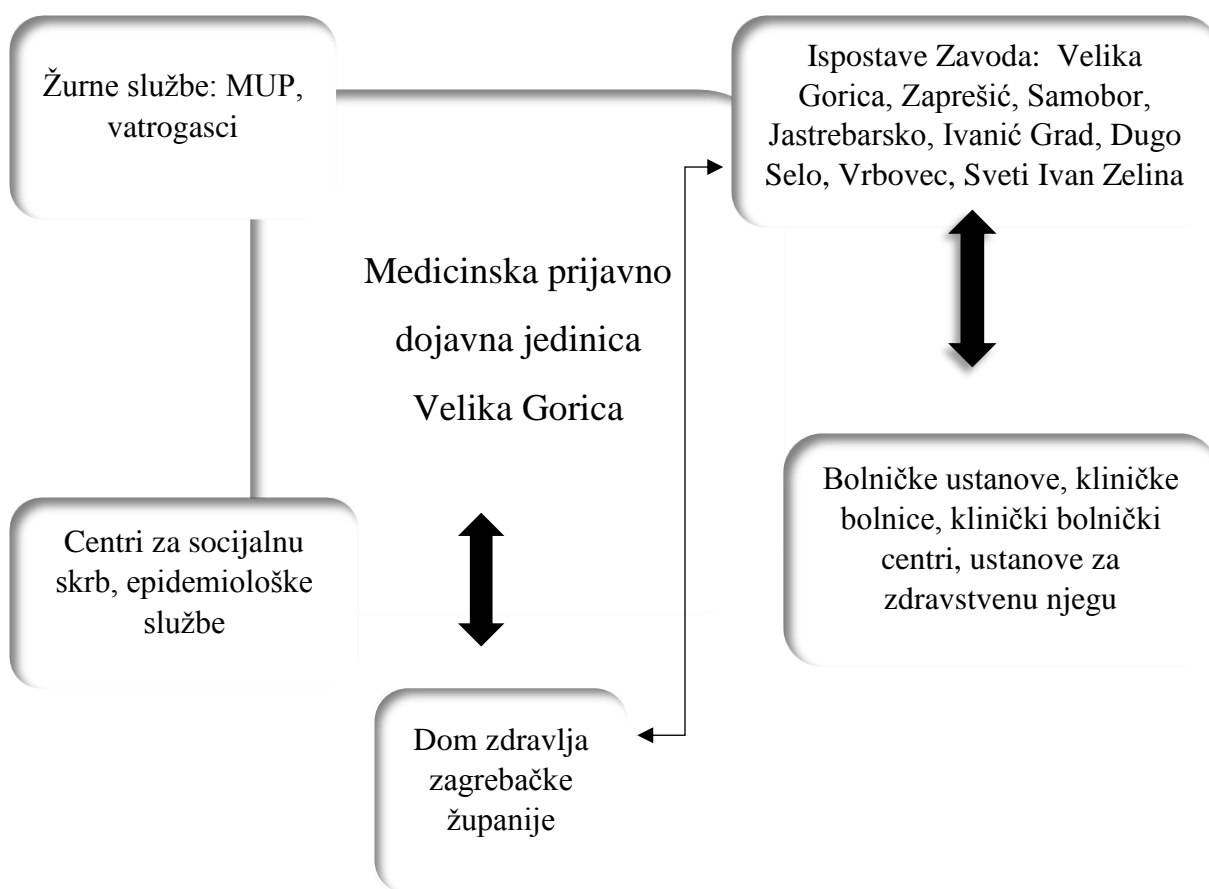 Žurne službe: MUP,
vatrogasci
Ispostave Zavoda: Velika
Gorica, Zaprešić, Samobor,
Jastrebarsko, Ivanić Grad, Dugo
Selo, Vrbovec, Sveti Ivan Zelina
Medicinska prijavno
dojavna jedinica
Velika Gorica
Centri za socijalnu
skrb, epidemiološke
službe
Bolničke ustanove, kliničke
bolnice, klinički bolnički
centri, ustanove za
zdravstvenu njegu
Dom zdravlja
zagrebačke
županije